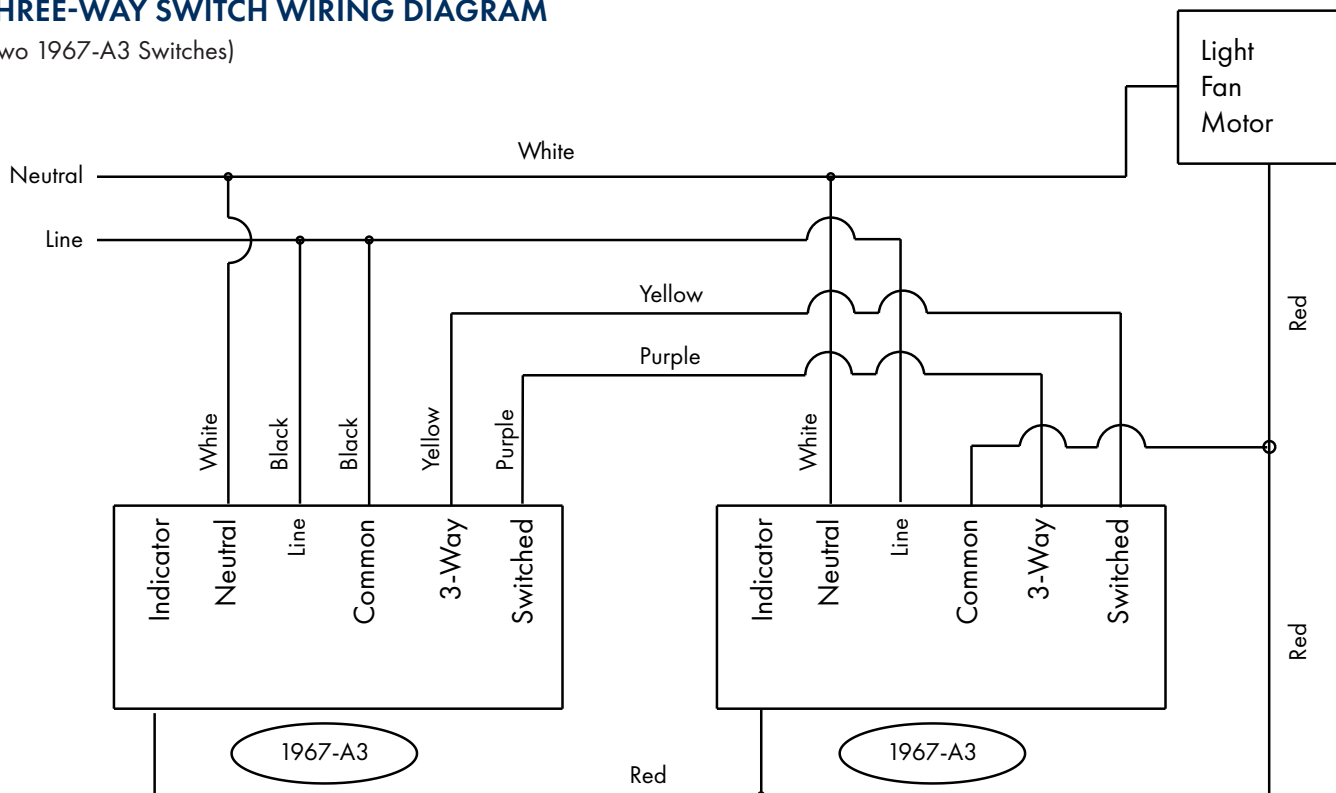 HREE-WAY SWITCH WIRING DIAGRAM
wo 1967-A3 Switches)
Light
Fan
Motor
White
Neutral
Line
Yellow
Red
Purple
White
Black
Black
Yellow
Purple
White
Indicator
Neutral
Line
Common
3-Way
Switched
Indicator
Neutral
Line
Common
3-Way
Switched
Red
1967-A3
1967-A3
Red